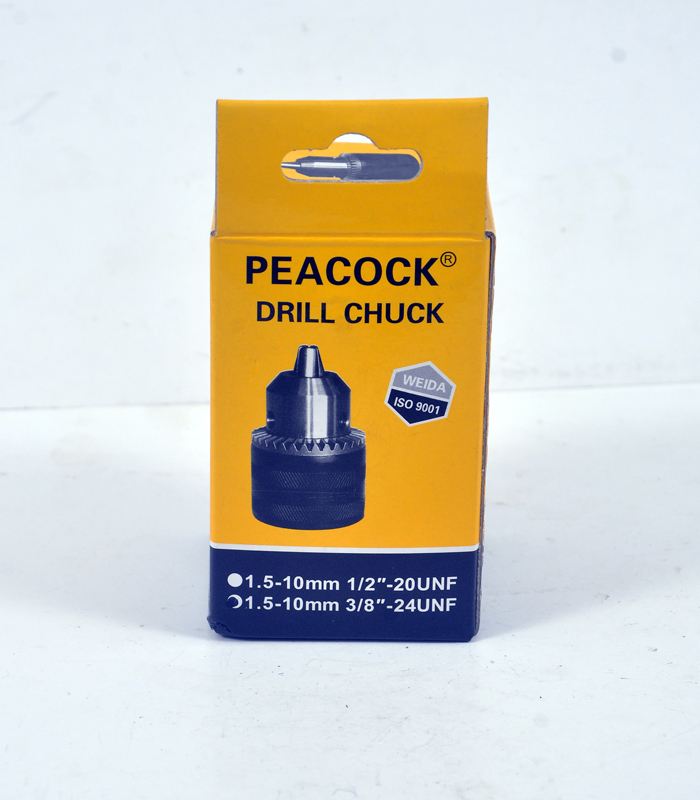 PEACOCK®
DRILL CHUCK
WEIDA
ISO 9001
1.5-10mm 1/2"-20UNF
1.5-10mm 3/8"-24UNF